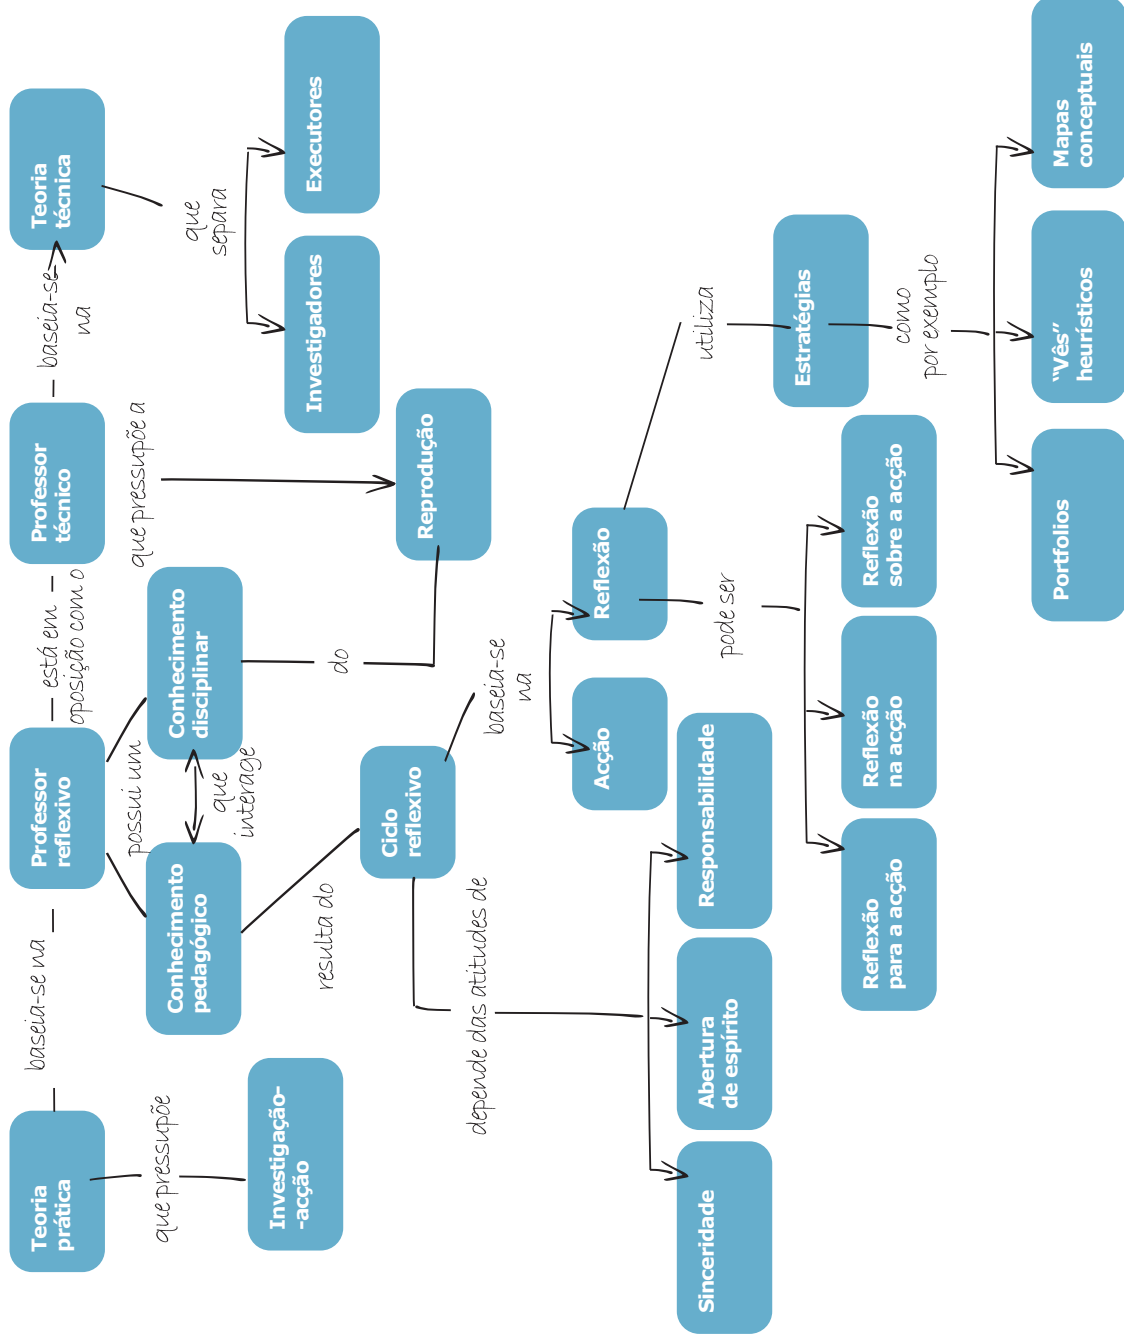 Teoria
prática
baseia-se na
Professor
reflexivo
está em
oposição com o
Professor
técnico
baseia-se
na
Teoria
técnica
que pressupõe
Investigação-
-acção
possui um
Conhecimento
pedagógico
que
interage
Conhecimento
disciplinar
que pressupõe a
que
separa
Investigadores
Executores
resulta do
do
Reprodução
Ciclo
reflexivo
depende das atitudes de
baseia-se
na
Acção
Reflexão
utiliza
Sinceridade
Abertura
de espírito
Responsabilidade
pode ser
Estratégias
Reflexão
para a acção
Reflexão
na acção
Reflexão
sobre a acção
como
por exemplo
Portfolios
“Vês”
heurísticos
Mapas
conceptuais